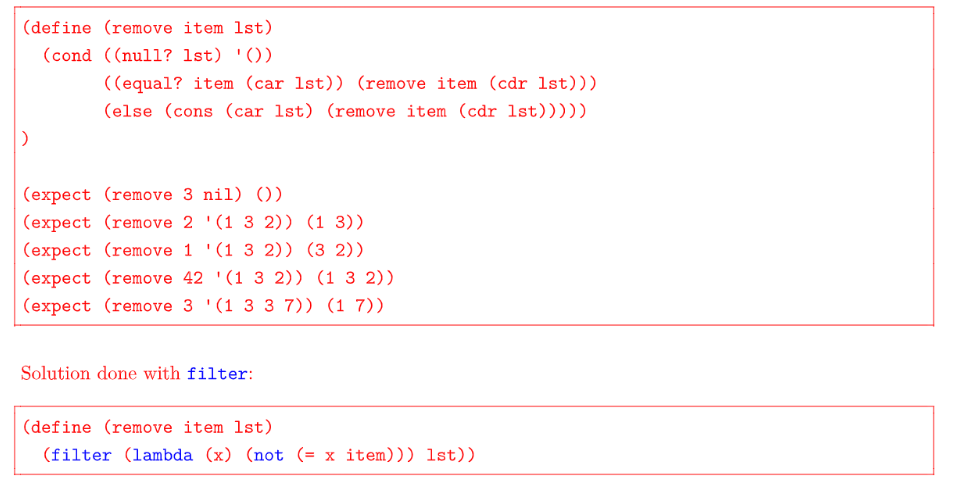 (define (remove item lst)
  (cond ((null? lst) '())
        ((equal? item (car lst)) (remove item (cdr lst)))
        (else (cons (car lst) (remove item (cdr lst)))))
)
(expect (remove 3 nil) ())
(expect (remove 2 '(1 3 2)) (1 3))
(expect (remove 1 '(1 3 2)) (3 2))
(expect (remove 42 '(1 3 2)) (1 3 2))
(expect (remove 3 '(1 3 3 7)) (1 7))
Solution done with filter:
(define (remove item lst)
  (filter (lambda (x) (not (= x item))) lst))